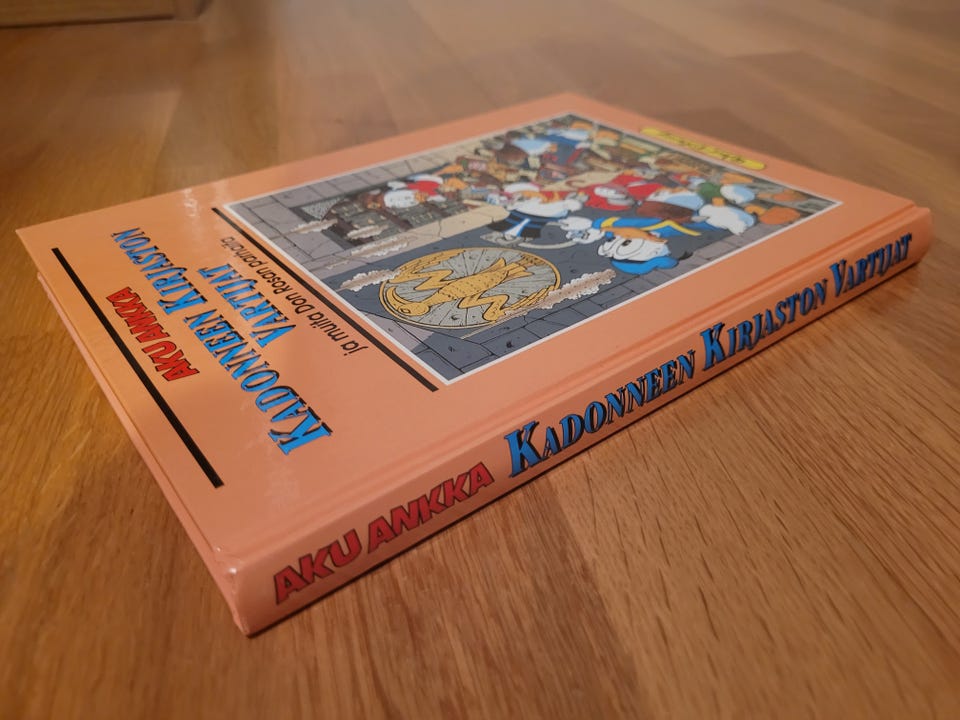 AKU ANKKA
KADONNEEN KIRJASTON
VARTIJAT
ja muita Don Rosan parhaita
AKU ANKKA KADONNEEN KIRJASTON VARTIJAT